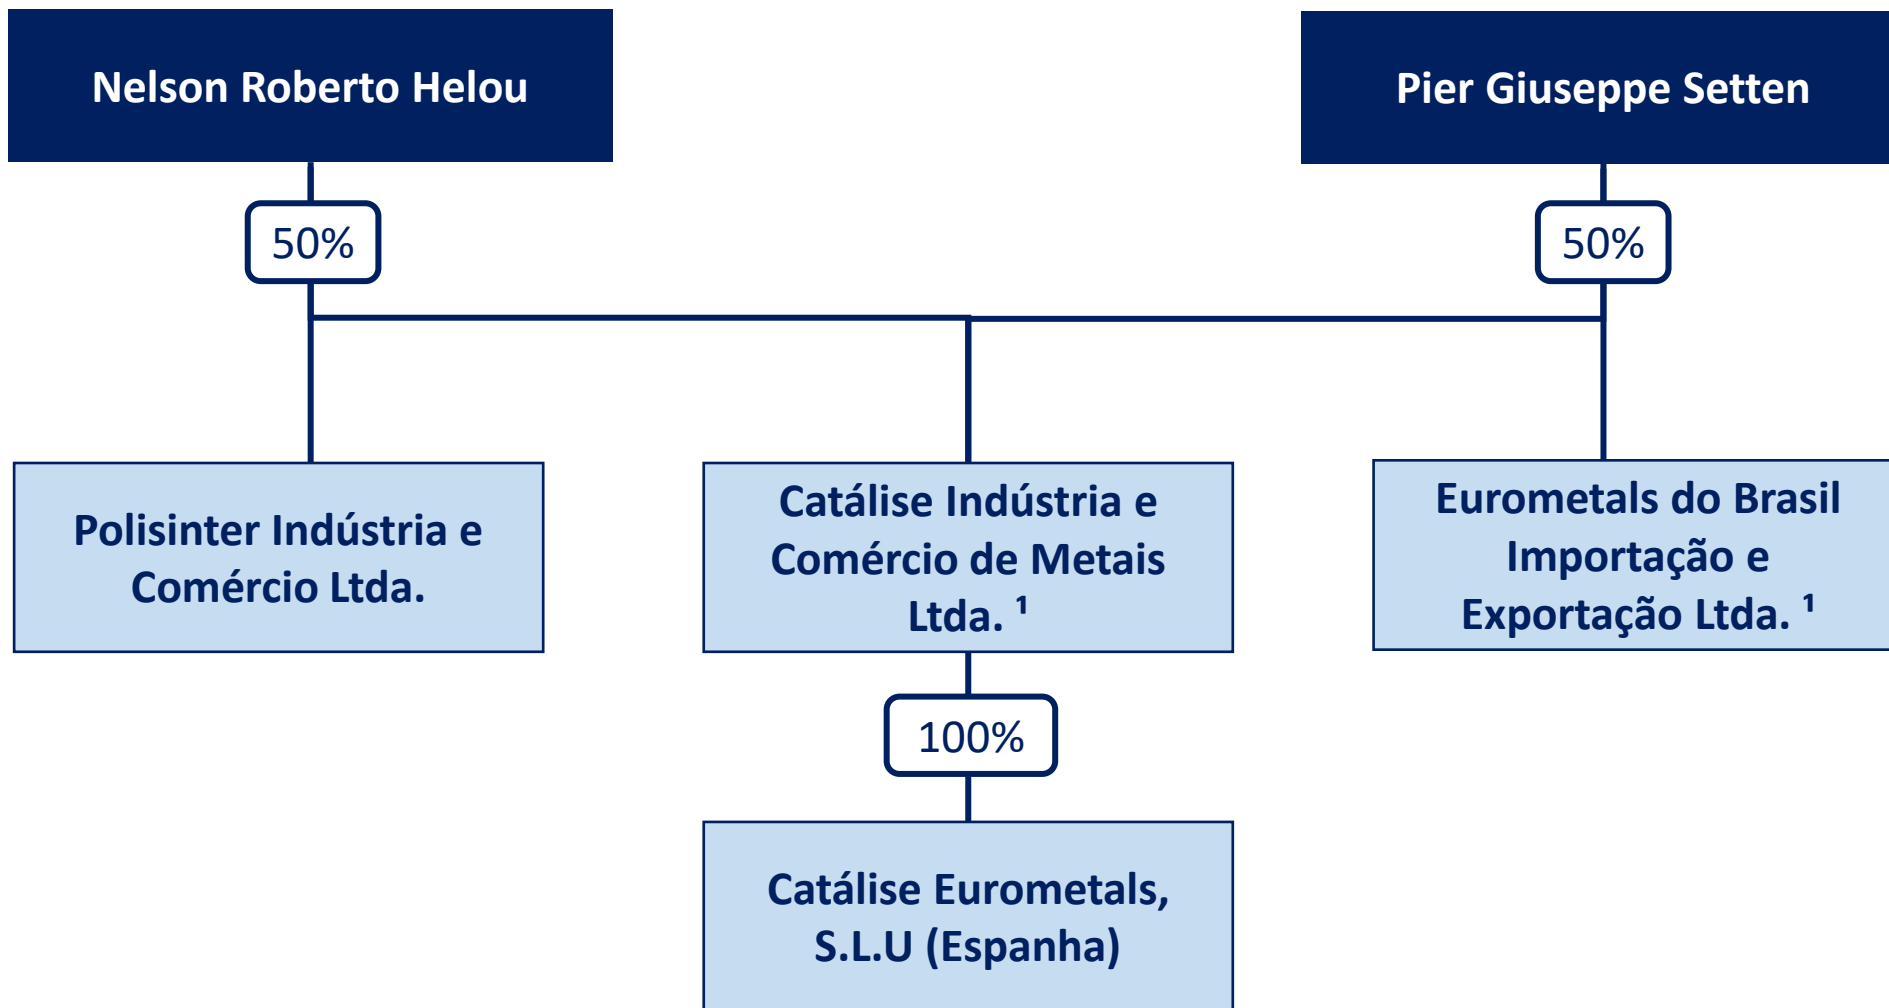 Nelson Roberto Helou
Pier Giuseppe Setten
50%
50%
Polisinter Indústria e
Comércio Ltda.
Catálise Indústria e
Comércio de Metais
Ltda. ¹
Eurometals do Brasil
Importação e
Exportação Ltda. ¹
100%
Catálise Eurometals,
S.L.U (Espanha)